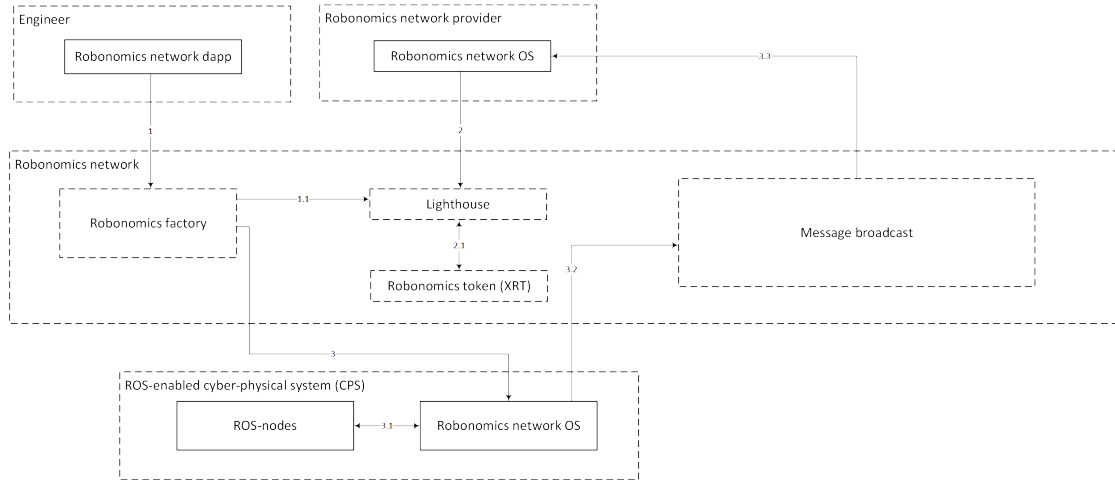 Engineer
Robonomics network dapp
Robonomics network provider
Robonomics network OS
3.3
1
2
Robonomics network
Robonomics factory
1.1
Lighthouse
2.1
Robonomics token (XRT)
Message broadcast
3.2
3
ROS-enabled cyber-physical system (CPS)
ROS-nodes
3.1
Robonomics network OS